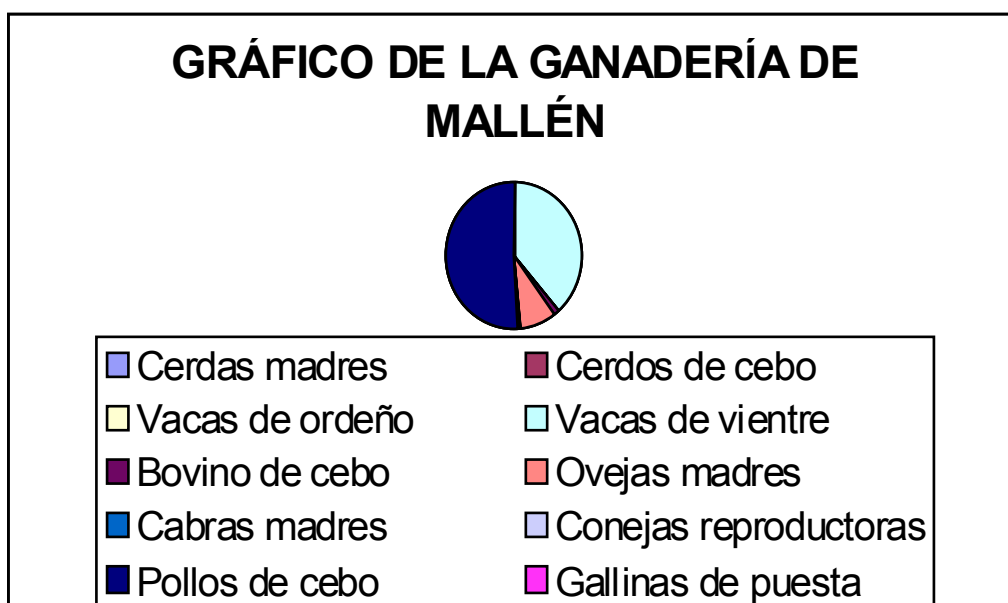 GRÁFICO DE LA GANADERÍA DE
MALLÉN
Cerdas madres
Cerdos de cebo
Vacas de ordeño
Vacas de vientre
Bovino de cebo
Ovejas madres
Cabras madres
Conejas reproductoras
Pollos de cebo
Gallinas de puesta